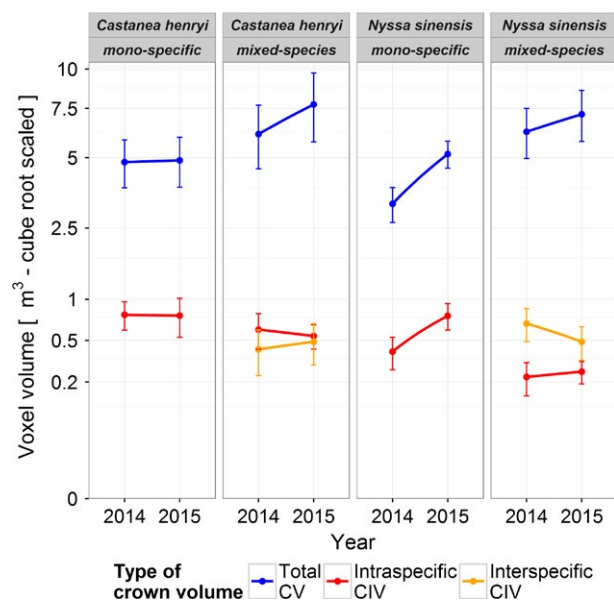 Castanea henryi Castanea henryi Nyssa sinensis Nyssa sinensis
mono-specific mixed-species mono-specific mixed-species
10
7.5
5
2.5
1
0.5
0.2
0
Voxel volume [ m³ - cube root scaled ]
2014 2015 2014 2015 2014 2015 2014 2015
Year
Type of crown volume
Total CV
Intraspecific CIV
Interspecific CIV